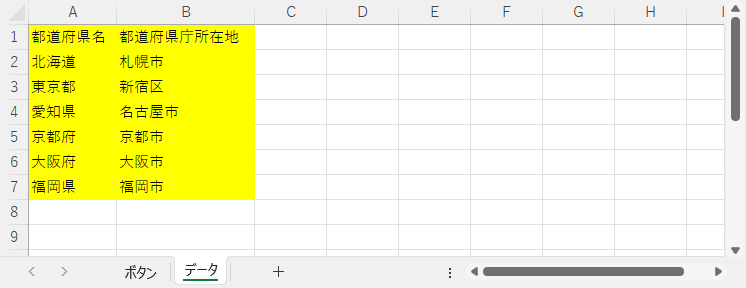 A B C D E F G H I
1 都道府県名 都道府県庁所在地
2 北海道 札幌市
3 東京都 新宿区
4 愛知県 名古屋市
5 京都府 京都市
6 大阪府 大阪市
7 福岡県 福岡市
8
9
ボタン データ